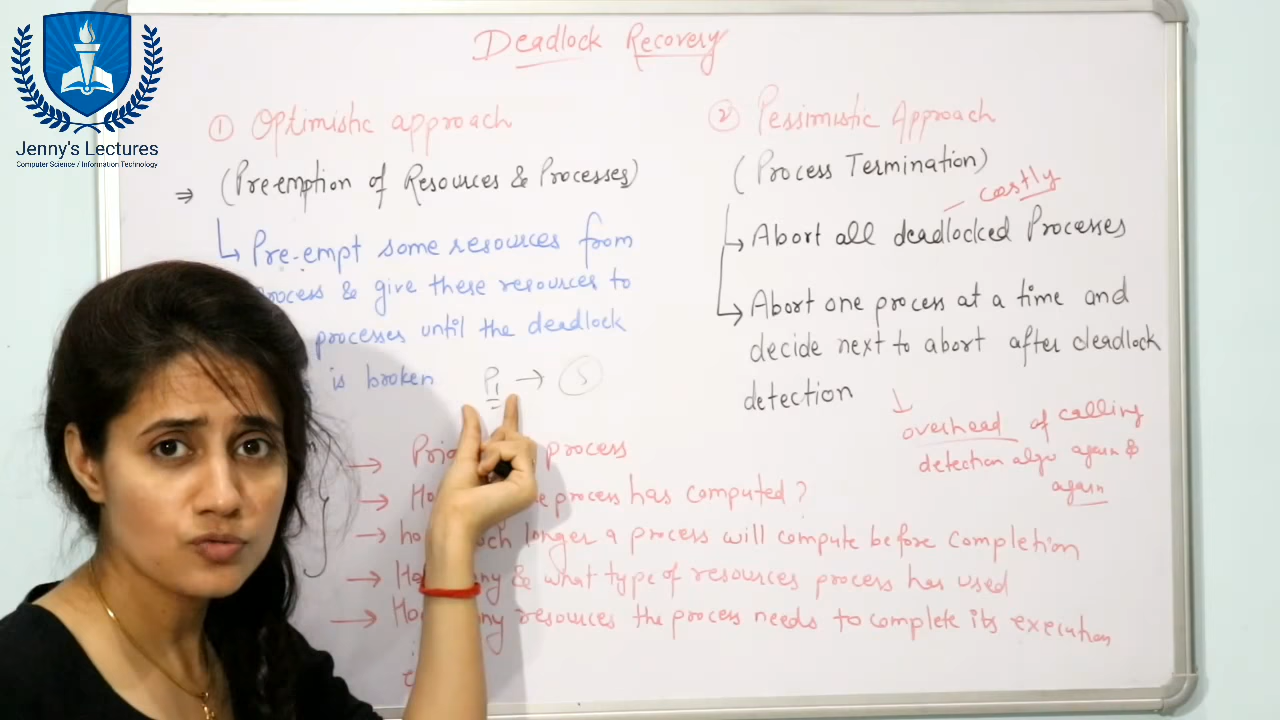 Jenny's Lectures
Computer Science / Information Technology
Deadlock Recovery
① Optimistic approach
⇒ (Preemption of Resources & Processes)
↳ Pre-empt some resources from
process & give these resources to
processes until the deadlock
is broken P1 → S
② Pessimistic Approach
(Process Termination)
costly
↳ Abort all deadlocked Processes
↳ Abort one process at a time and
decide next to abort after deadlock
detection
overhead of calling
detection algo again &
again
→ process
→ process has computed ?
→ longer a process will compute before completion
→ & what type of resources process has used
→ resources the process needs to complete its execution